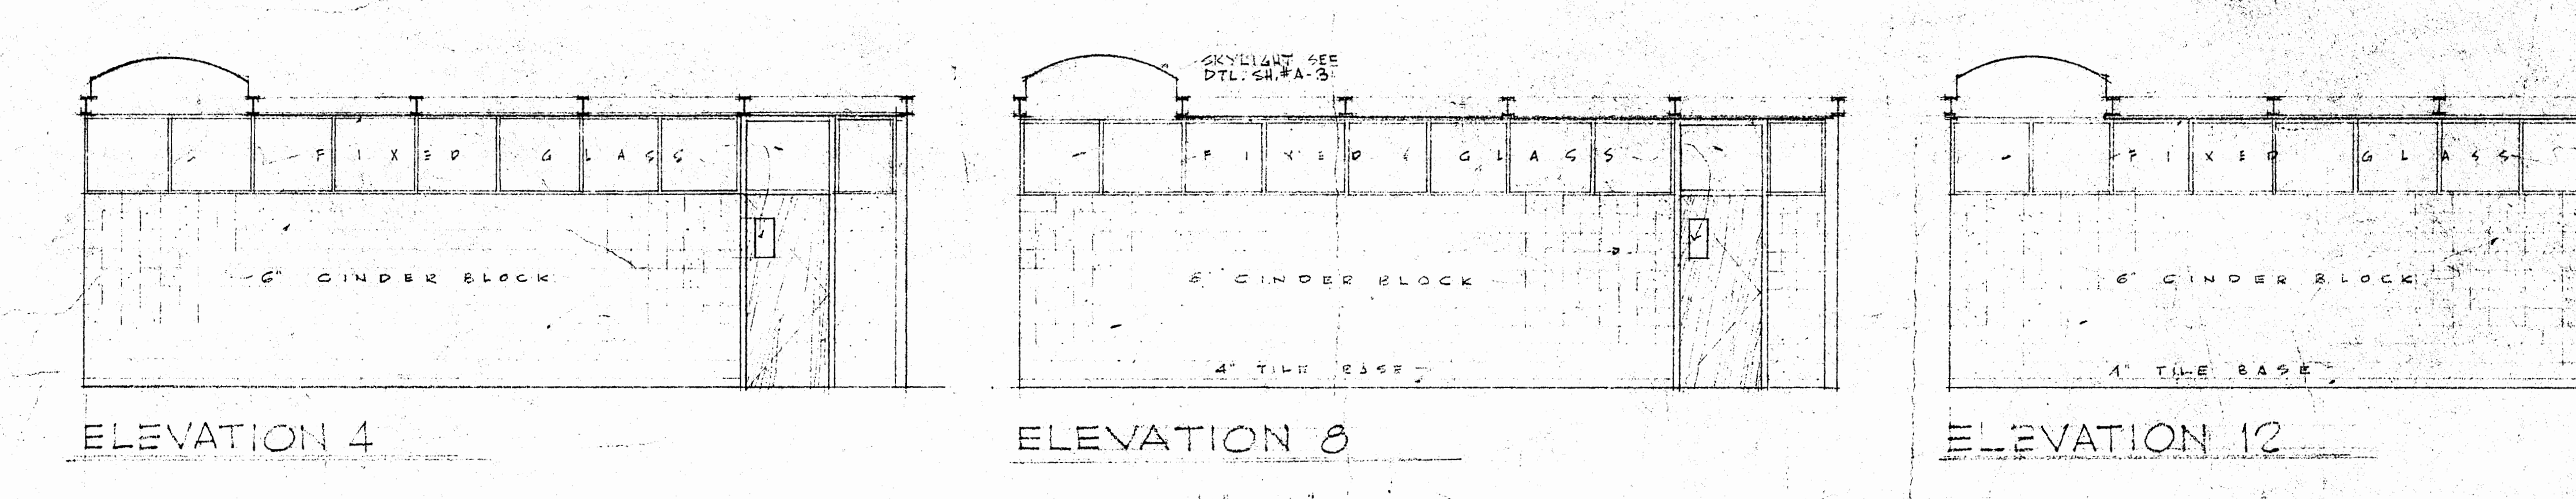 SKYLIGHT SEE
DTL. SH.#A-3
FIXED GLASS
FIXED GLASS
FIXED GLASS
6" CINDER BLOCK
6" CINDER BLOCK
6" CINDER BLOCK
4" TILE BASE
4" TILE BASE
ELEVATION 4
ELEVATION 8
ELEVATION 12